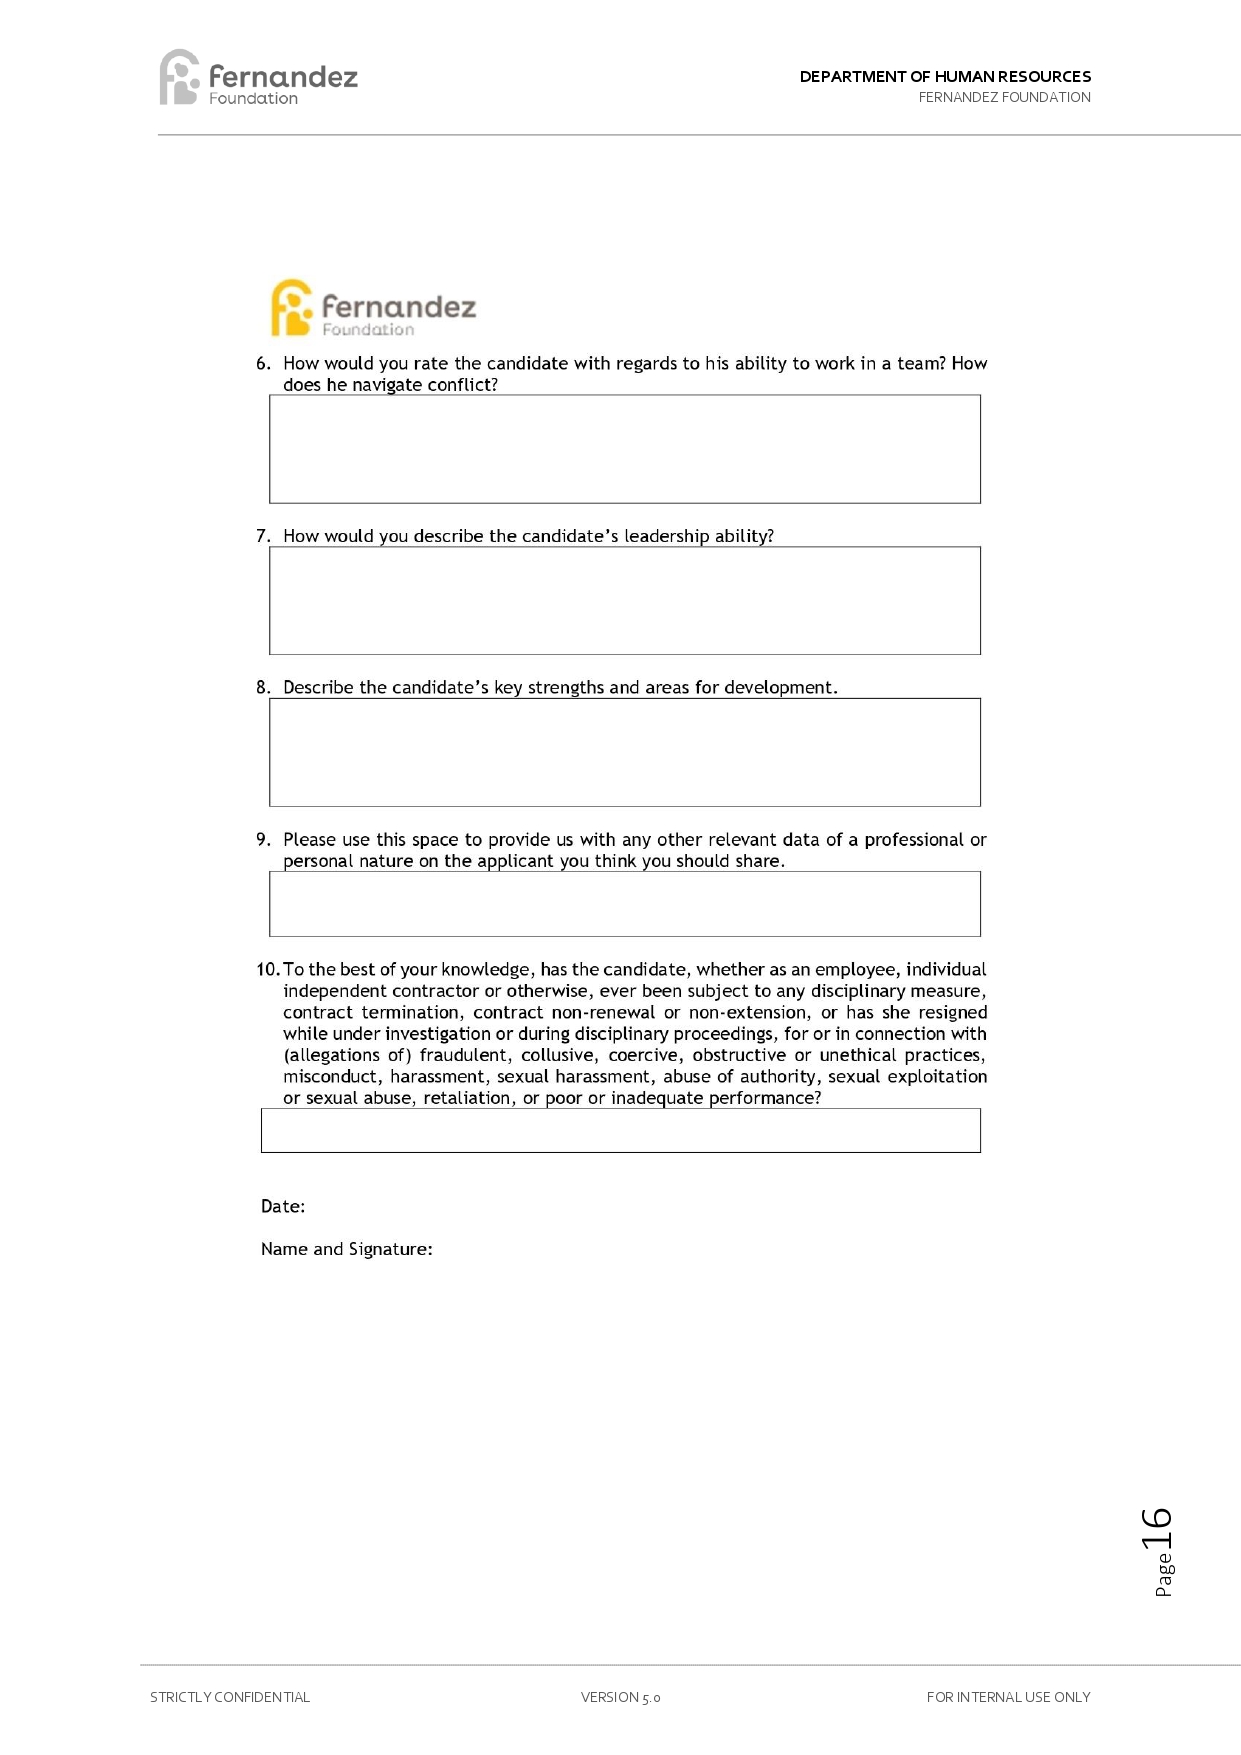 Fernandez
Foundation
DEPARTMENT OF HUMAN RESOURCES
FERNANDEZ FOUNDATION
Fernandez
Foundation
6. How would you rate the candidate with regards to his ability to work in a team? How
does he navigate conflict?
7. How would you describe the candidate's leadership ability?
8. Describe the candidate's key strengths and areas for development.
9. Please use this space to provide us with any other relevant data of a professional or
personal nature on the applicant you think you should share.
10. To the best of your knowledge, has the candidate, whether as an employee, individual
independent contractor or otherwise, ever been subject to any disciplinary measure,
contract termination, contract non-renewal or non-extension, or has she resigned
while under investigation or during disciplinary proceedings, for or in connection with
(allegations of) fraudulent, collusive, coercive, obstructive or unethical practices,
misconduct, harassment, sexual harassment, abuse of authority, sexual exploitation
or sexual abuse, retaliation, or poor or inadequate performance?
Date:
Name and Signature:
Page 16
STRICTLY CONFIDENTIAL
VERSION 5.0
FOR INTERNAL USE ONLY